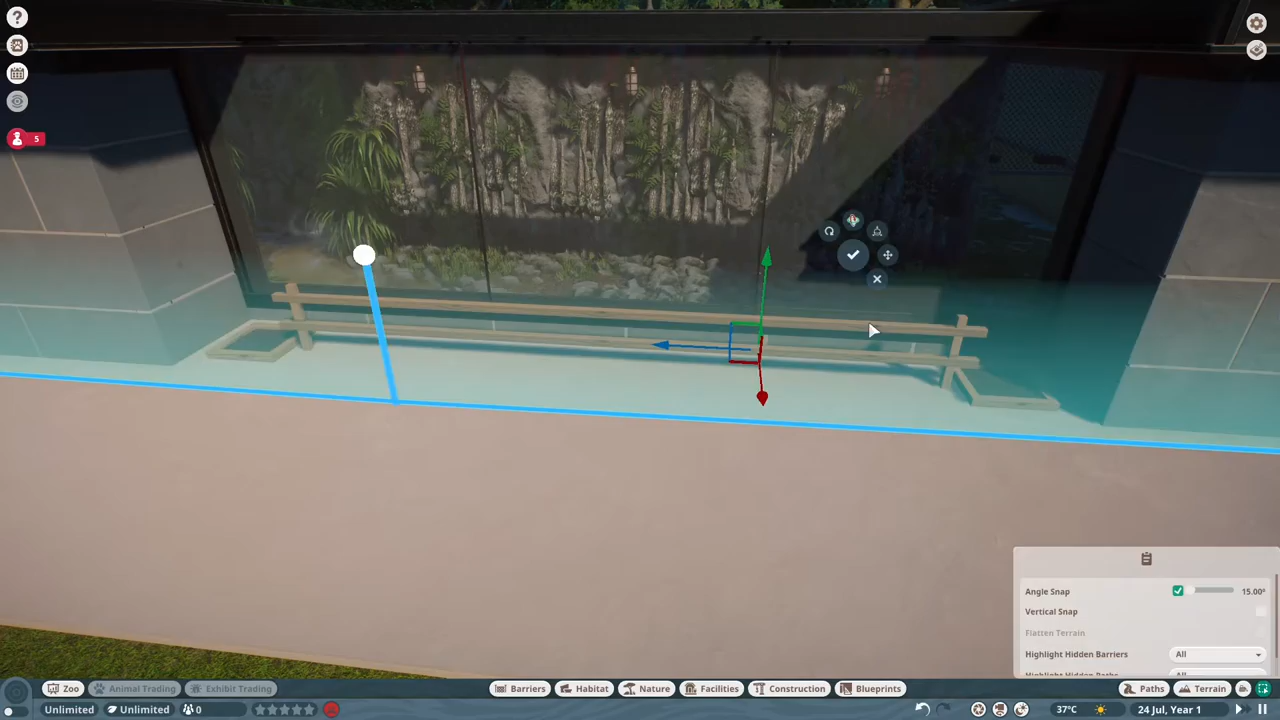 ?
5
Angle Snap 15.00°
Vertical Snap
Flatten Terrain
Highlight Hidden Barriers All
Zoo Animal Trading Exhibit Trading Barriers Habitat Nature Facilities Construction Blueprints Paths Terrain
Unlimited Unlimited 0 37°C 24 Jul, Year 1